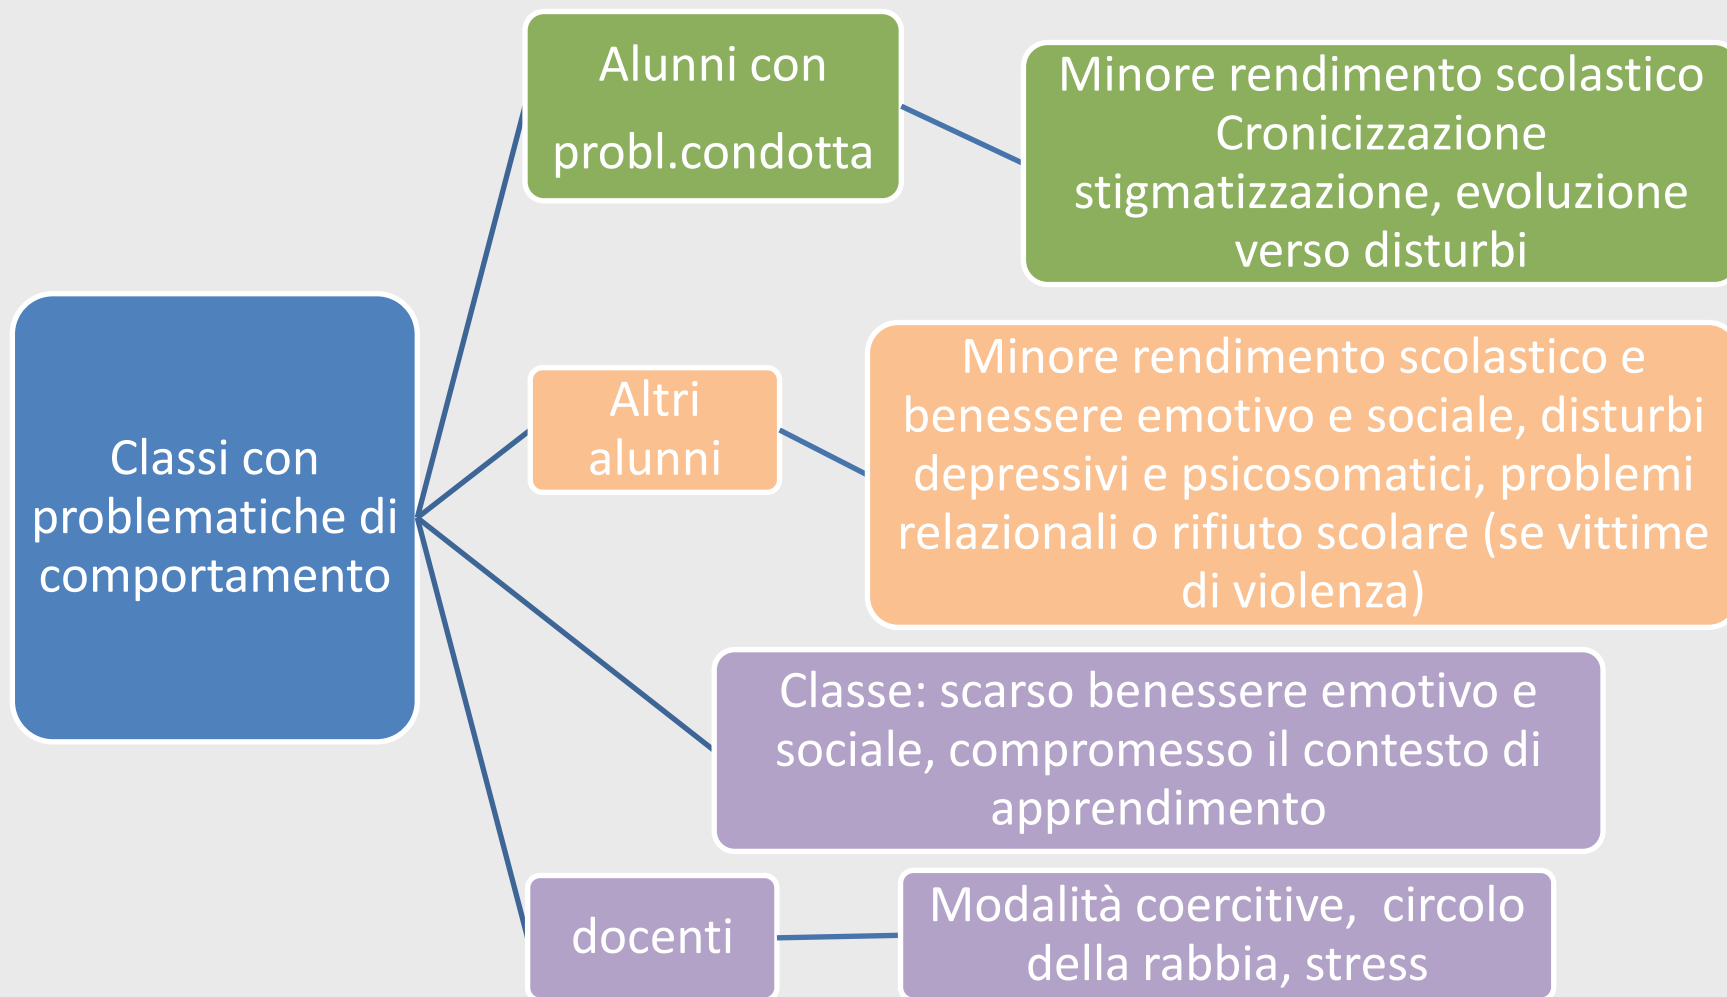 Alunni con
probl.condotta
Minore rendimento scolastico
Cronicizzazione
stigmatizzazione, evoluzione
verso disturbi
Classi con
problematiche di
comportamento
Altri
alunni
Minore rendimento scolastico e
benessere emotivo e sociale, disturbi
depressivi e psicosomatici, problemi
relazionali o rifiuto scolare (se vittime
di violenza)
Classe: scarso benessere emotivo e
sociale, compromesso il contesto di
apprendimento
docenti
Modalità coercitive, circolo
della rabbia, stress